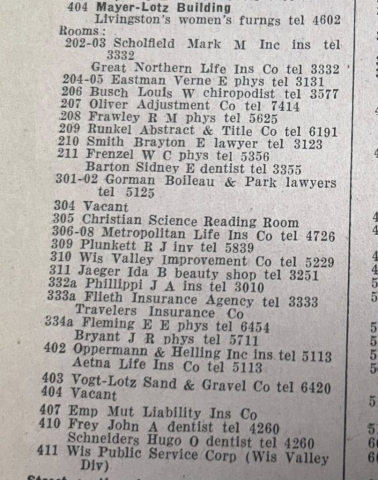 404 Mayer-Lotz Building
Livingston's women's furngs tel 4602
Rooms:
202-03 Scholfield Mark M Inc ins tel
3332
Great Northern Life Ins Co tel 3332
204-05 Eastman Verne E phys tel 3131
206 Busch Louis W chiropodist tel 3577
207 Oliver Adjustment Co tel 7414
208 Frawley R M phys tel 5625
209 Runkel Abstract & Title Co tel 6191
210 Smith Brayton E lawyer tel 3123
211 Frenzel W C phys tel 5356
Barton Sidney E dentist tel 3355
301-02 Gorman Boileau & Park lawyers
tel 5125
304 Vacant
305 Christian Science Reading Room
306-08 Metropolitan Life Ins Co tel 4726
309 Plunkett R J inv tel 5839
310 Wis Valley Improvement Co tel 5229
311 Jaeger Ida B beauty shop tel 3251
332a Phillippi J A ins tel 3010
333a Flieth Insurance Agency tel 3333
Travelers Insurance Co
334a Fleming E E phys tel 6454
Bryant J R phys tel 5711
402 Oppermann & Helling Inc ins tel 5113
Aetna Life Ins Co tel 5113
403 Vogt-Lotz Sand & Gravel Co tel 6420
404 Vacant
407 Emp Mut Liability Ins Co
410 Frey John A dentist tel 4260
Schneiders Hugo O dentist tel 4260
411 Wis Public Service Corp (Wis Valley
Div)